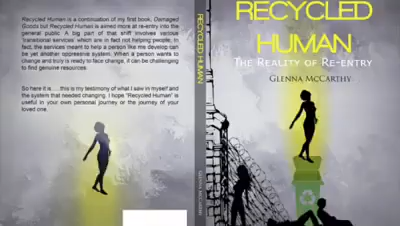 Recycled Human is a continuation of my first book, Damaged
Goods but Recycled Human is aimed more at re-entry into the
general public. A big part of that shift involves various
'transitional services' which are in fact not helping people, in
fact, the services meant to help a person like me develop can
be yet another oppressive system. When a person wants to
change and truly is ready to face change, it can be challenging
to find genuine resources.
So here it is . . . this is my testimony of what I saw in myself and
the system that needed changing. I hope "Recycled Human" is
useful in your own personal journey or the journey of your
loved one.
RECYCLED HUMAN
GLENNA MCCARTHY
RECYCLED
HUMAN
THE REALITY OF RE-ENTRY
GLENNA MCCARTHY